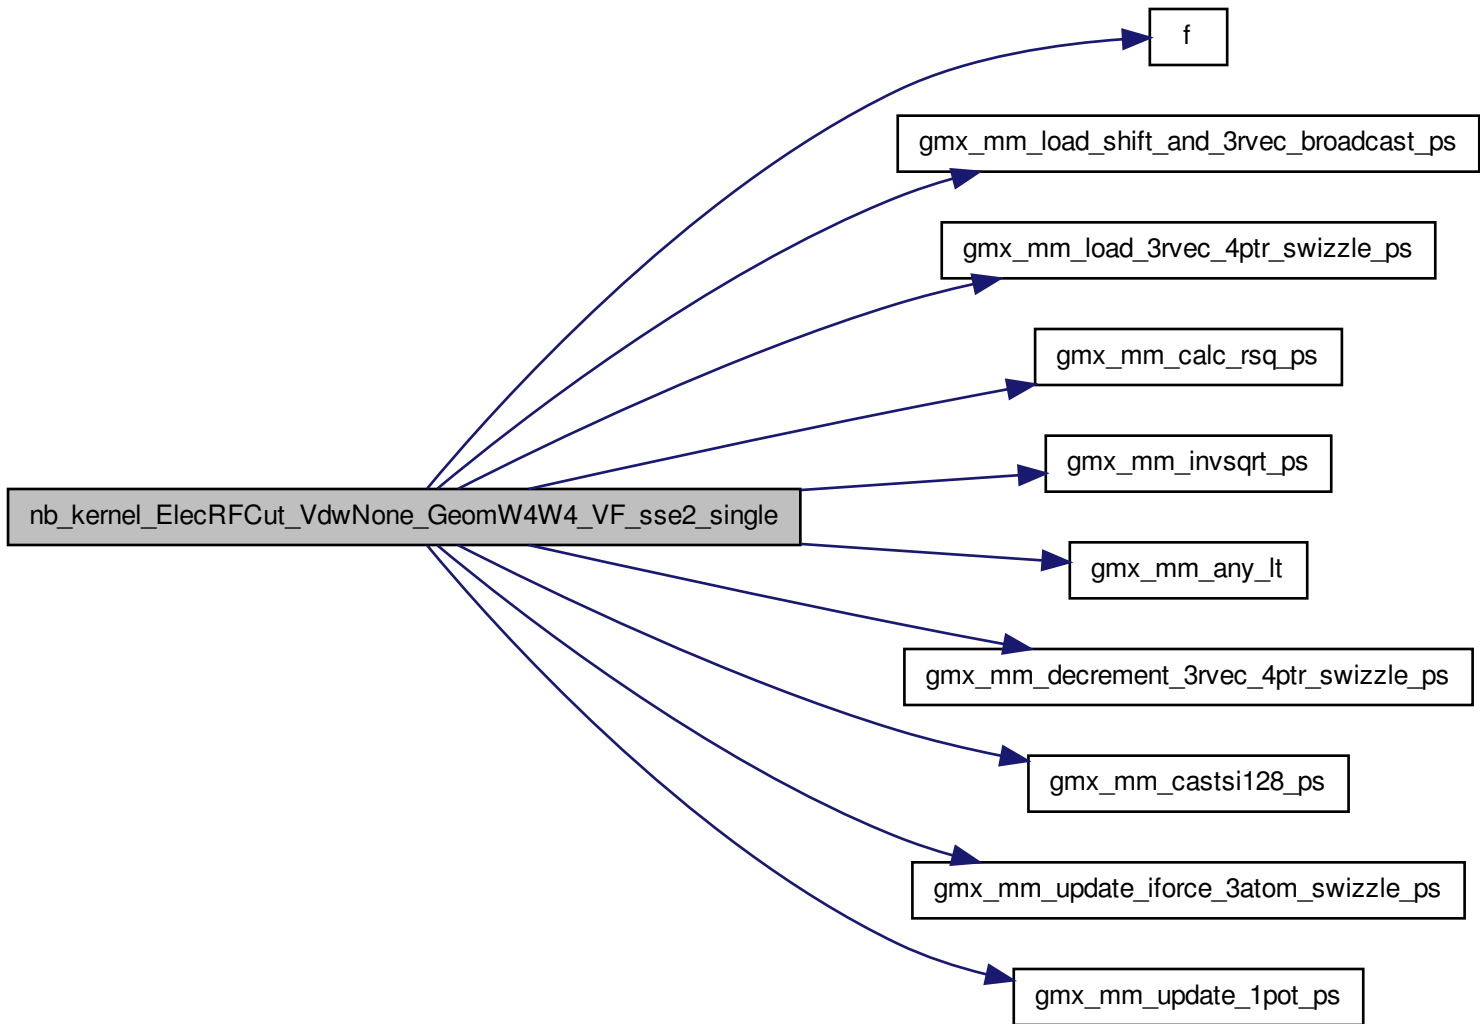 f
gmx_mm_load_shift_and_3rvec_broadcast_ps
gmx_mm_load_3rvec_4ptr_swizzle_ps
gmx_mm_calc_rsq_ps
gmx_mm_invsqrt_ps
nb_kernel_ElecRFCut_VdwNone_GeomW4W4_VF_sse2_single
gmx_mm_any_lt
gmx_mm_decrement_3rvec_4ptr_swizzle_ps
gmx_mm_castsi128_ps
gmx_mm_update_iforce_3atom_swizzle_ps
gmx_mm_update_1pot_ps